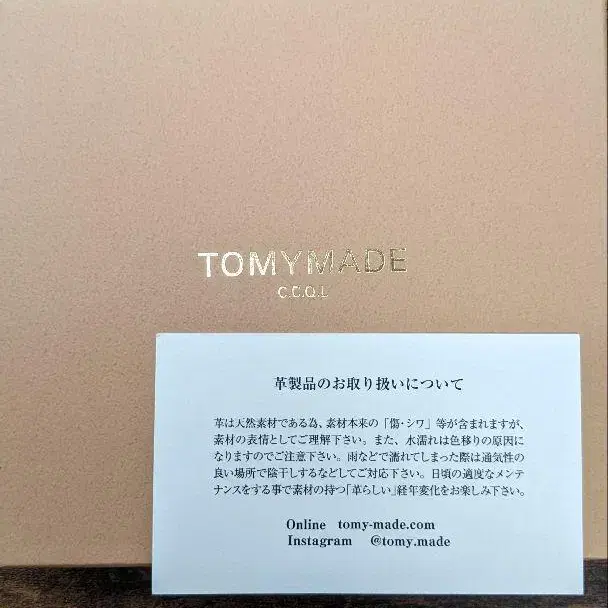 TOMYMADE
C.C.Q.L
革製品のお取り扱いについて
革は天然素材である為、素材本来の「傷・シワ」等が含まれますが、
素材の表情としてご理解下さい。また、水濡れは色移りの原因に
なりますのでご注意下さい。雨などで濡れてしまった際は通気性の
良い場所で陰干しするなどしてご対応下さい。日頃の適度なメンテ
ナンスをする事で素材の持つ「革らしい」経年変化をお楽しみ下さい。
Online tomy-made.com
Instagram @tomy.made